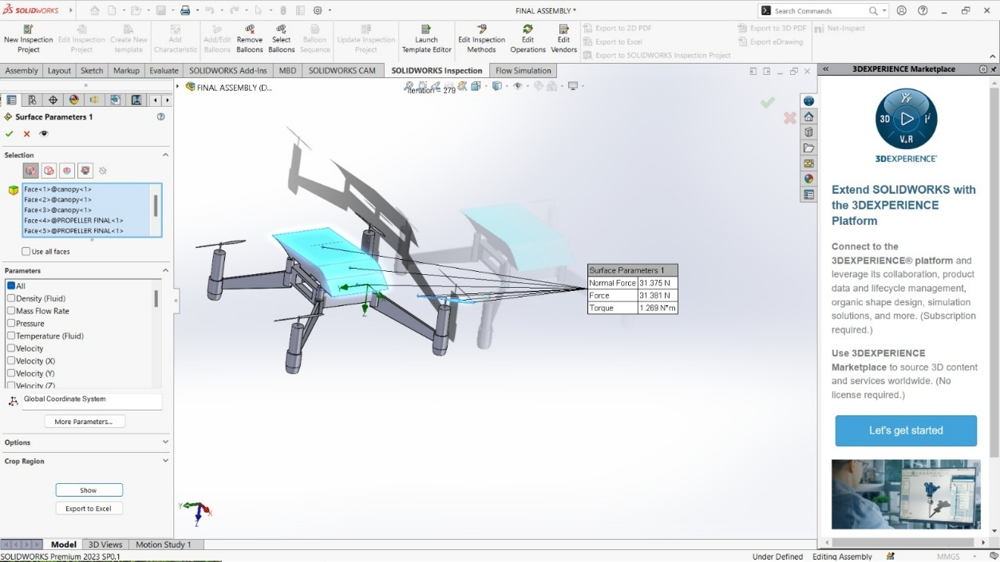 SOLIDWORKS
FINAL ASSEMBLY *
Search Commands
New Inspection Project
Edit Inspection Project
Create New template
Add Characteristic
Add/Edit Balloons
Remove Balloons
Select Balloons
Balloon Sequence
Update Inspection Project
Launch Template Editor
Edit Inspection Methods
Edit Operations
Edit Vendors
Export to 2D PDF
Export to Excel
Export to SOLIDWORKS Inspection Project
Export to 3D PDF
Export eDrawing
Net-Inspect
Assembly Layout Sketch Markup Evaluate SOLIDWORKS Add-Ins MBD SOLIDWORKS CAM SOLIDWORKS Inspection Flow Simulation
FINAL ASSEMBLY (D...
Iteration = 279
Surface Parameters 1
Selection
Face<1>@canopy<1>
Face<2>@canopy<1>
Face<3>@canopy<1>
Face<4>@PROPELLER FINAL<1>
Face<5>@PROPELLER FINAL<1>
Use all faces
Parameters
All
Density (Fluid)
Mass Flow Rate
Pressure
Temperature (Fluid)
Velocity
Velocity (X)
Velocity (Y)
Velocity (Z)
Global Coordinate System
More Parameters...
Options
Crop Region
Show
Export to Excel
Surface Parameters 1
Normal Force 31.375 N
Force 31.381 N
Torque 1.269 N*m
Z
Y
X
Z
3DEXPERIENCE Marketplace
3D
V.R
3DEXPERIENCE
Extend SOLIDWORKS with
the 3DEXPERIENCE
Platform
Connect to the
3DEXPERIENCE® platform and
leverage its collaboration, product
data and lifecycle management,
organic shape design, simulation
solutions, and more. (Subscription
required.)
Use 3DEXPERIENCE
Marketplace to source 3D content
and services worldwide. (No
license required.)
Let's get started
Model 3D Views Motion Study 1
SOLIDWORKS Premium 2023 SP0.1
Under Defined Editing Assembly MMGS